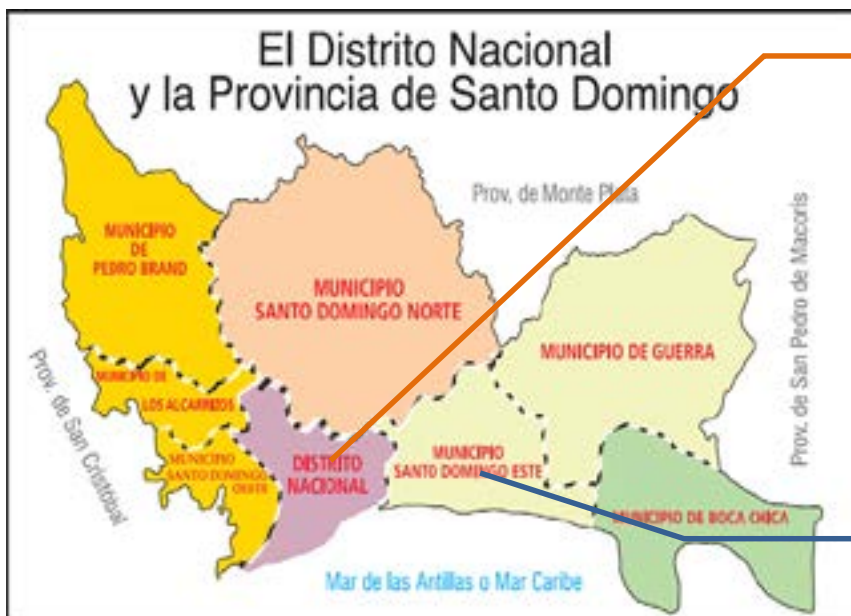 El Distrito Nacional
y la Provincia de Santo Domingo
Prov. de Monte Plata
MUNICIPIO
DE
PEDRO BRAND
MUNICIPIO
SANTO DOMINGO NORTE
MUNICIPIO DE GUERRA
Prov. de San Pedro de Macoris
Prov. de San Cristóbal
MUNICIPIO DE
LOS ALCARRIZOS
MUNICIPIO
SANTO DOMINGO
OESTE
DISTRITO
NACIONAL
MUNICIPIO
SANTO DOMINGO ESTE
MUNICIPIO DE BOCA CHICA
Mar de las Antillas o Mar Caribe